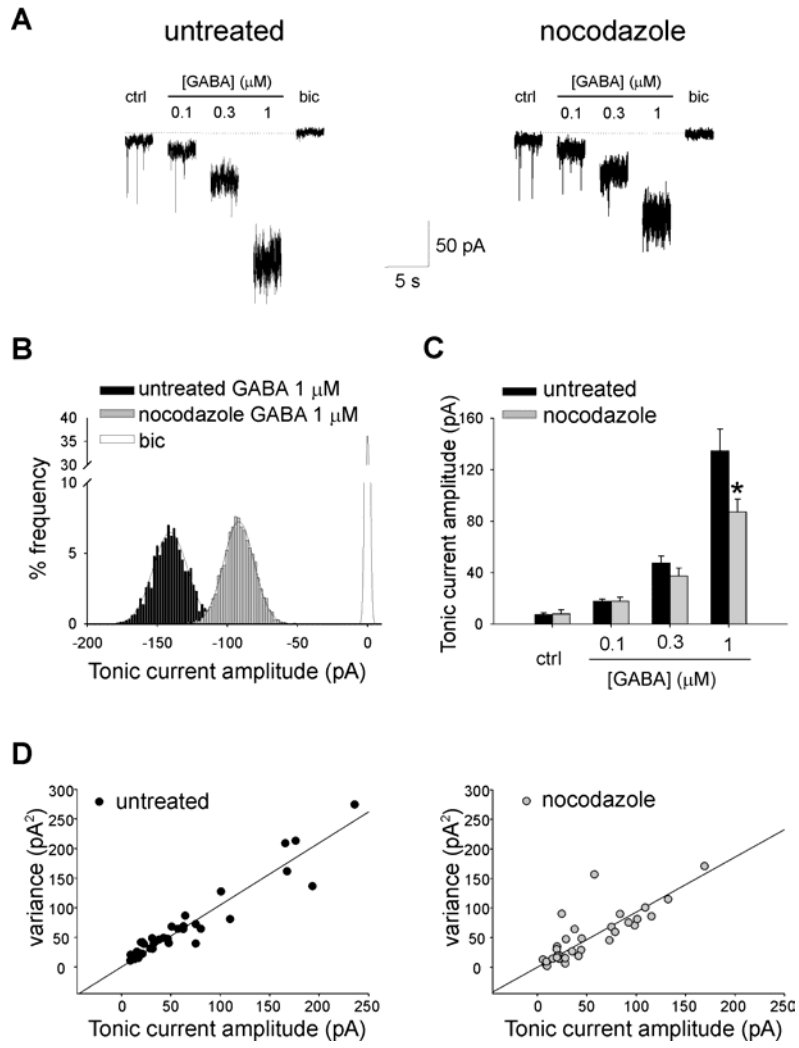 A
untreated
nocodazole
ctrl
[GABA] (µM)
0.1 0.3 1
bic
ctrl
[GABA] (µM)
0.1 0.3 1
bic
50 pA
5 s
B
untreated GABA 1 µM
nocodazole GABA 1 µM
bic
% frequency
40
35
30
10
5
0
-200 -150 -100 -50 0
Tonic current amplitude (pA)
C
untreated
nocodazole
Tonic current amplitude (pA)
160
120
80
40
0
*
ctrl 0.1 0.3 1
[GABA] (µM)
D
untreated
variance (pA²)
300
250
200
150
100
50
0
0 50 100 150 200 250
Tonic current amplitude (pA)
nocodazole
variance (pA²)
300
250
200
150
100
50
0
0 50 100 150 200 250
Tonic current amplitude (pA)